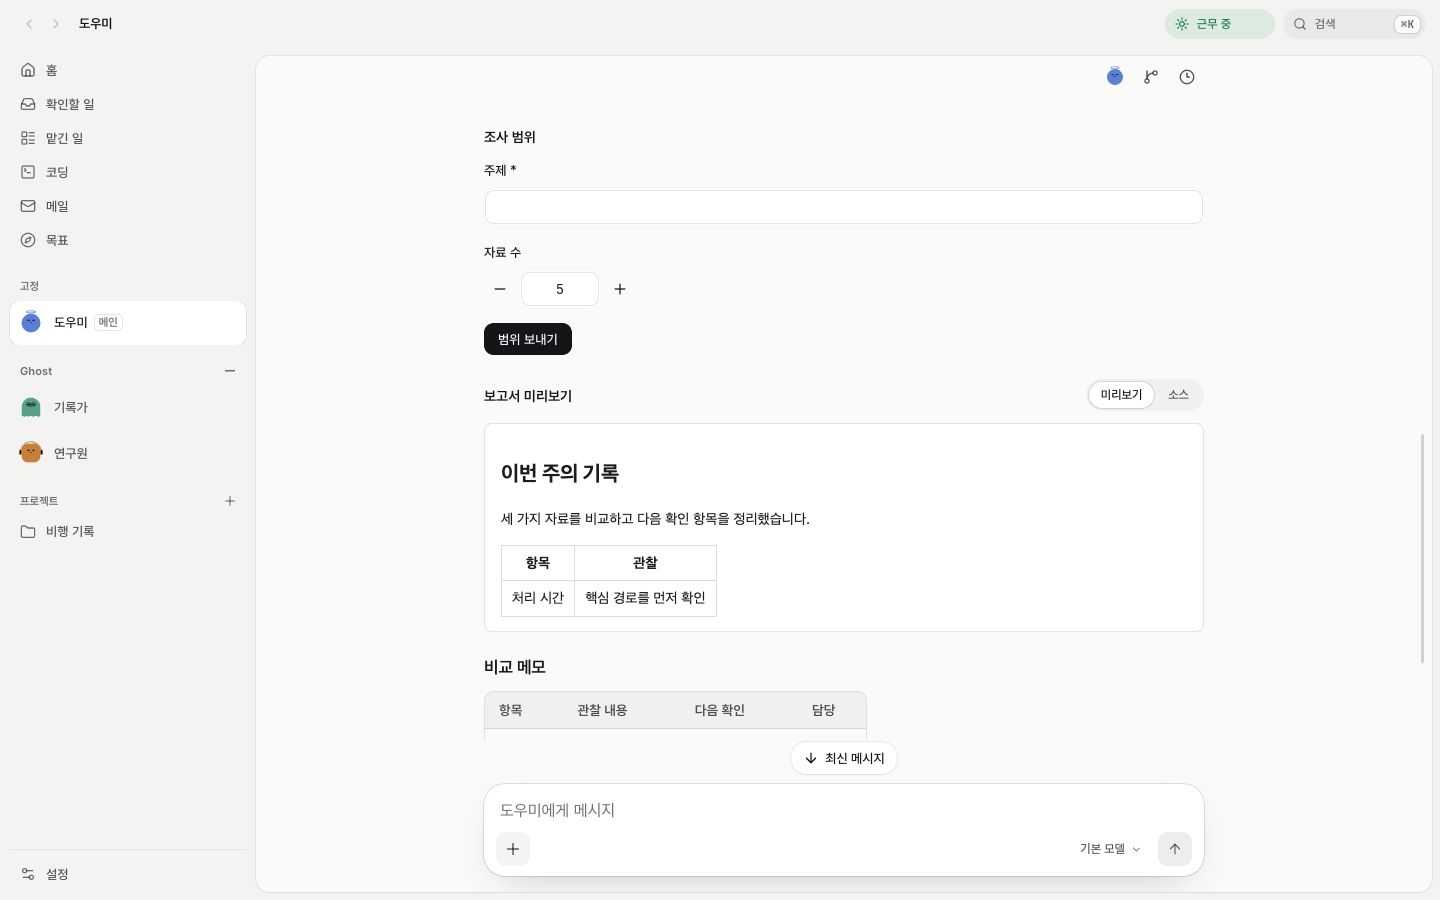 도우미
근무 중
검색
⌘K
홈
확인할 일
맡긴 일
코딩
메일
목표
고정
도우미 메인
Ghost
기록가
연구원
프로젝트
비행 기록
설정
조사 범위
주제 *
자료 수
5
범위 보내기
보고서 미리보기
미리보기 소스
이번 주의 기록
세 가지 자료를 비교하고 다음 확인 항목을 정리했습니다.
항목 관찰
처리 시간 핵심 경로를 먼저 확인
비교 메모
항목 관찰 내용 다음 확인 담당
최신 메시지
도우미에게 메시지
기본 모델